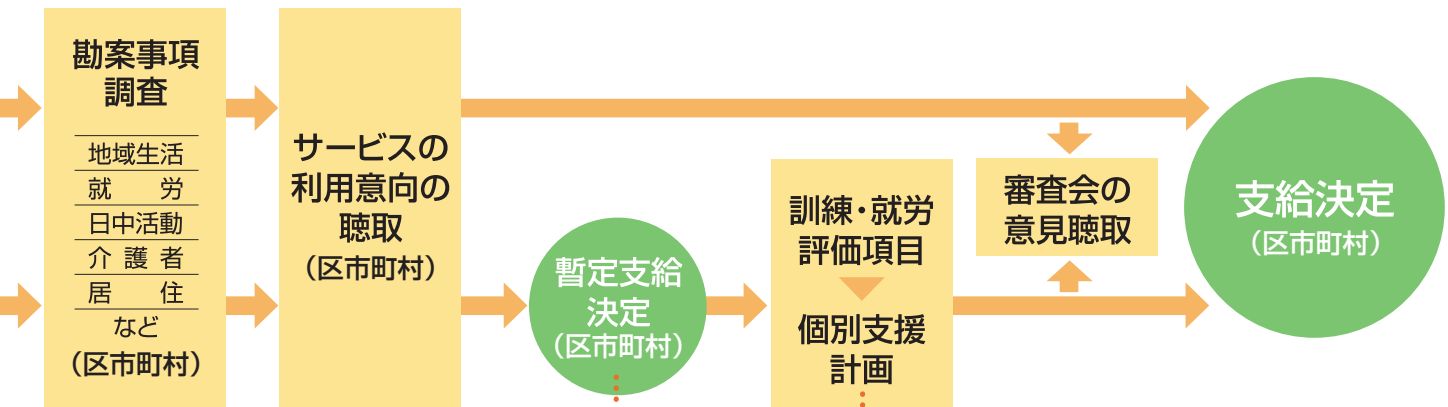 勘案事項
調査
地域生活
就労
日中活動
介護者
居住
など
（区市町村）
サービスの
利用意向の
聴取
（区市町村）
暫定支給
決定
（区市町村）
訓練・就労
評価項目
個別支援
計画
審査会の
意見聴取
支給決定
（区市町村）